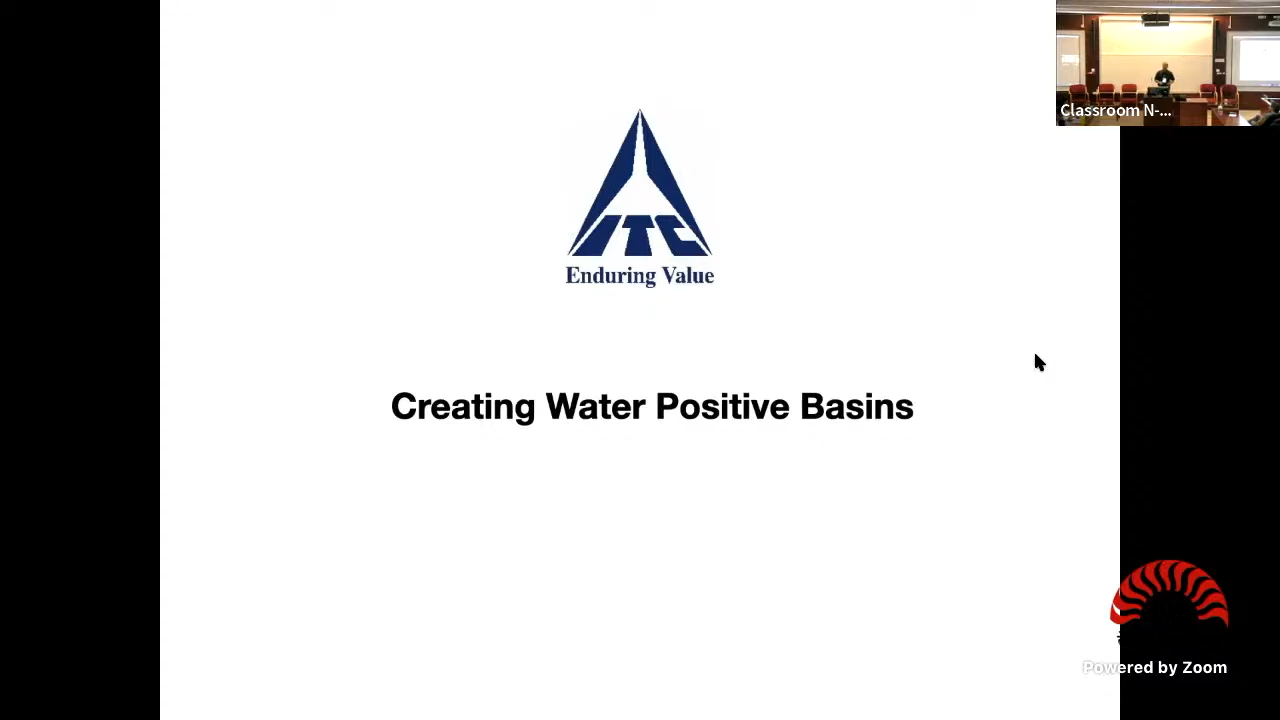 Classroom N-...
ITC
Enduring Value
Creating Water Positive Basins
Powered by Zoom